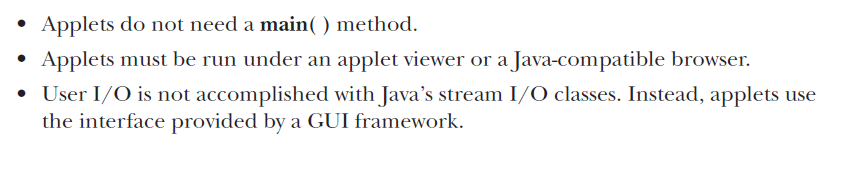 • Applets do not need a main( ) method.
• Applets must be run under an applet viewer or a Java-compatible browser.
• User I/O is not accomplished with Java’s stream I/O classes. Instead, applets use
the interface provided by a GUI framework.